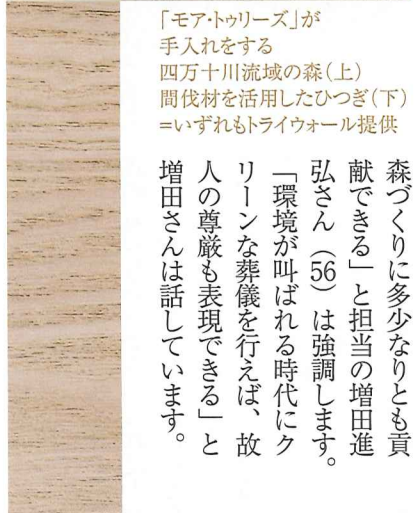 「モア・トゥリーズ」が
手入れをする
四万十川流域の森（上）
間伐材を活用したひつぎ（下）
＝いずれもトライウォール提供
森づくりに多少なりとも貢
献できる」と担当の増田進
弘さん（56）は強調します。
「環境が叫ばれる時代にク
リーンな葬儀を行えば、故
人の尊厳も表現できる」と
増田さんは話しています。